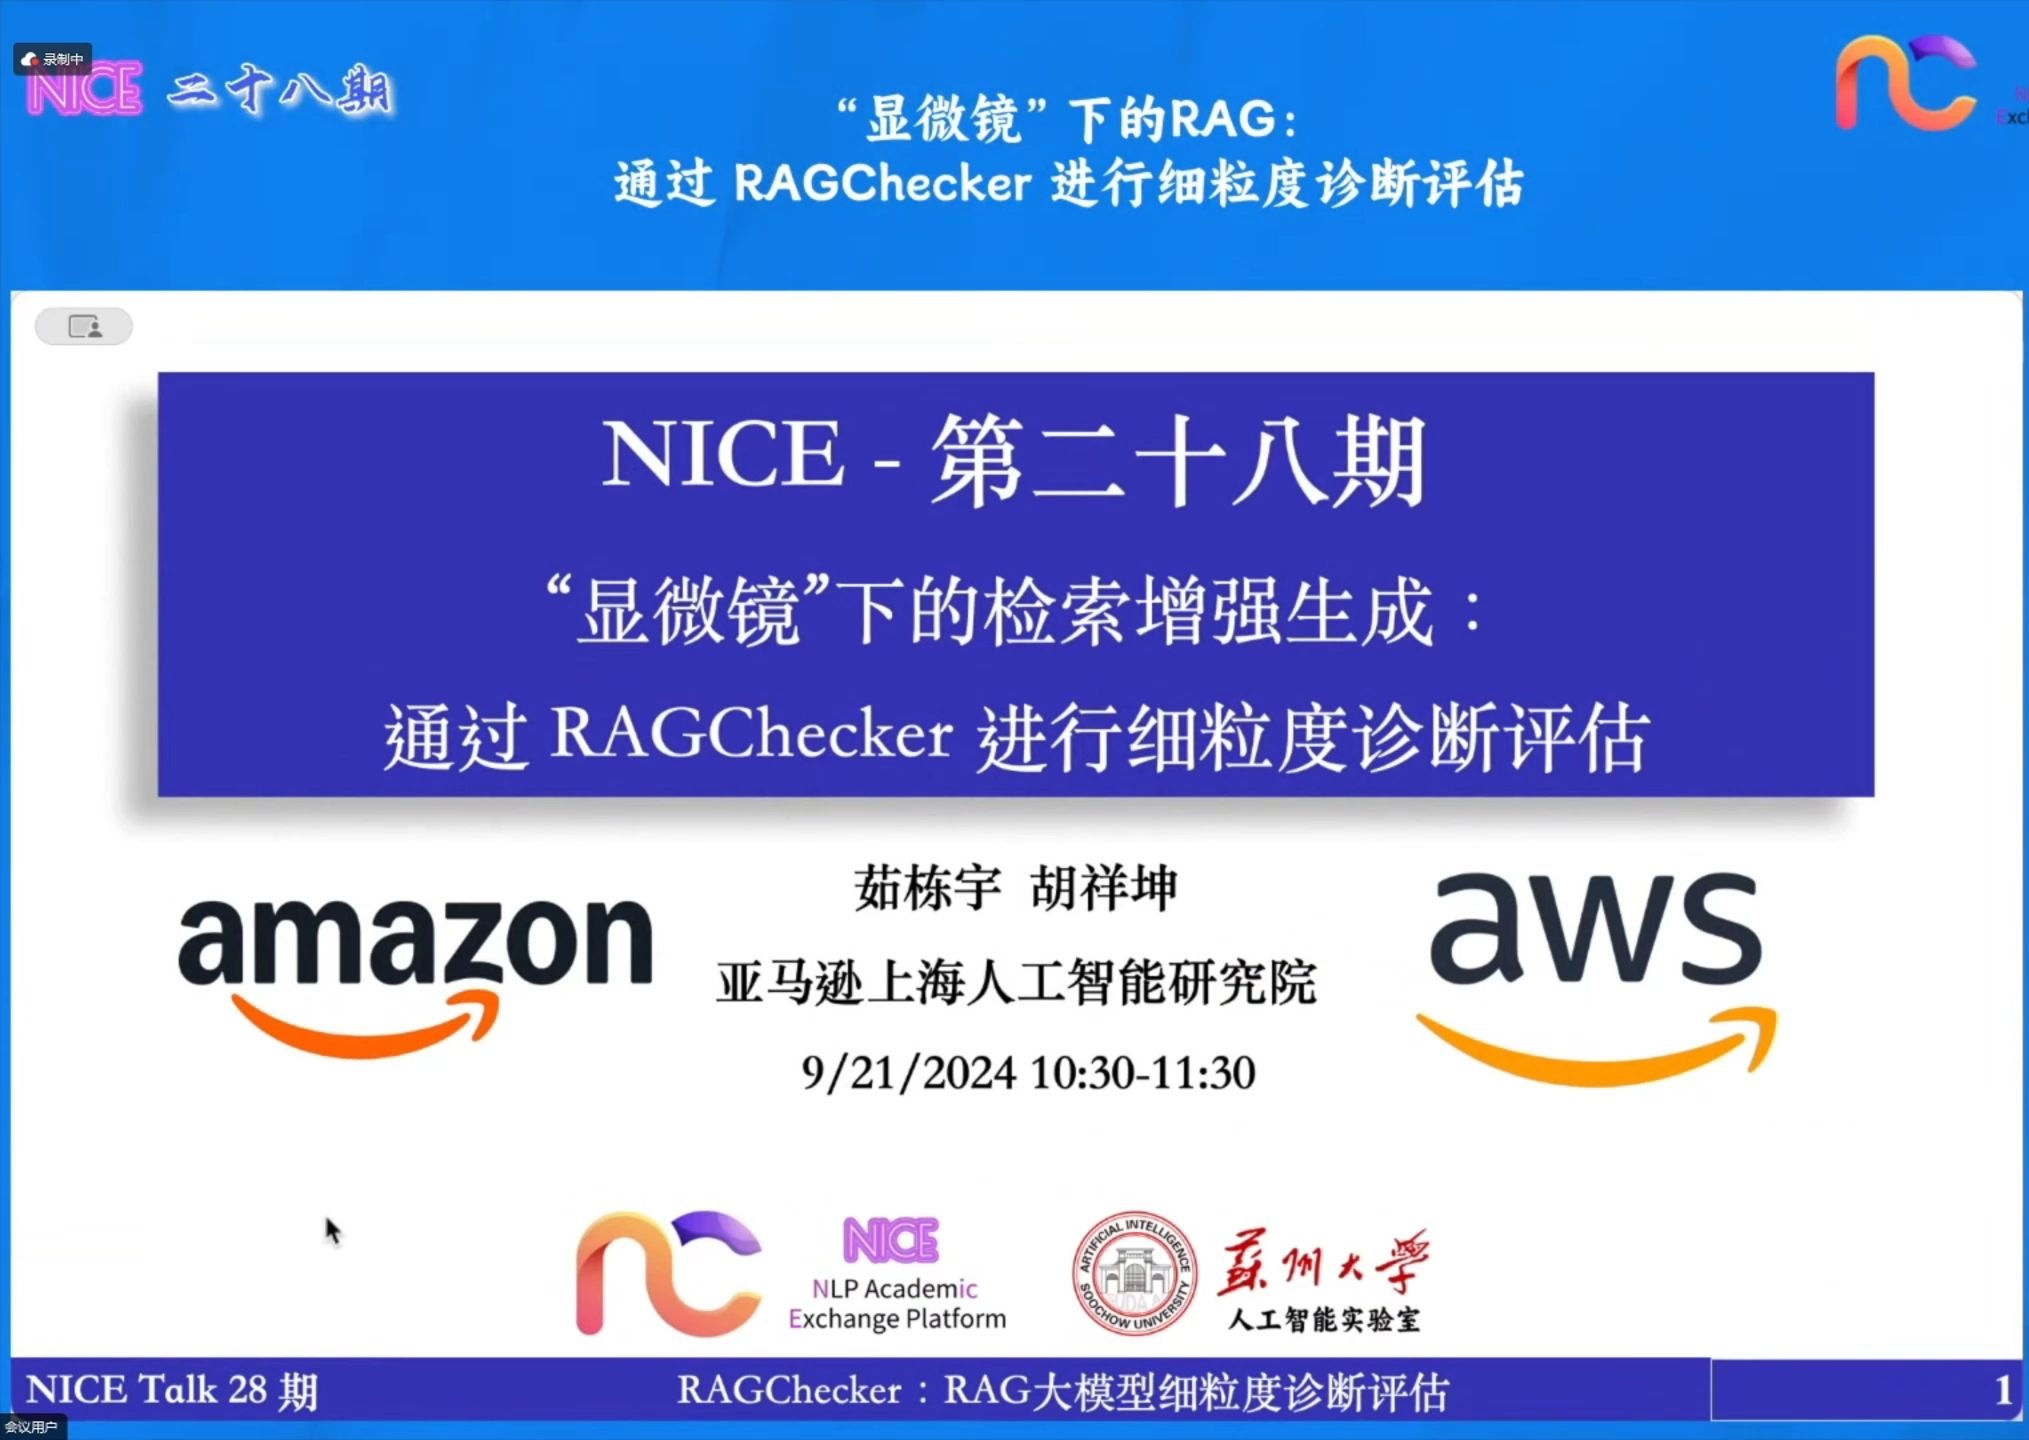 录制中
NICE 二十八期
“显微镜”下的RAG：
通过 RAGChecker 进行细粒度诊断评估
NICE - 第二十八期
“显微镜”下的检索增强生成：
通过 RAGChecker 进行细粒度诊断评估
amazon
茹栋宇 胡祥坤
亚马逊上海人工智能研究院
9/21/2024 10:30-11:30
aws
NICE
NLP Academic
Exchange Platform
ARTIFICIAL INTELLIGENCE
SOOCHOW UNIVERSITY
蘇州大學
人工智能实验室
NICE Talk 28 期
RAGChecker：RAG大模型细粒度诊断评估
1
会议用户